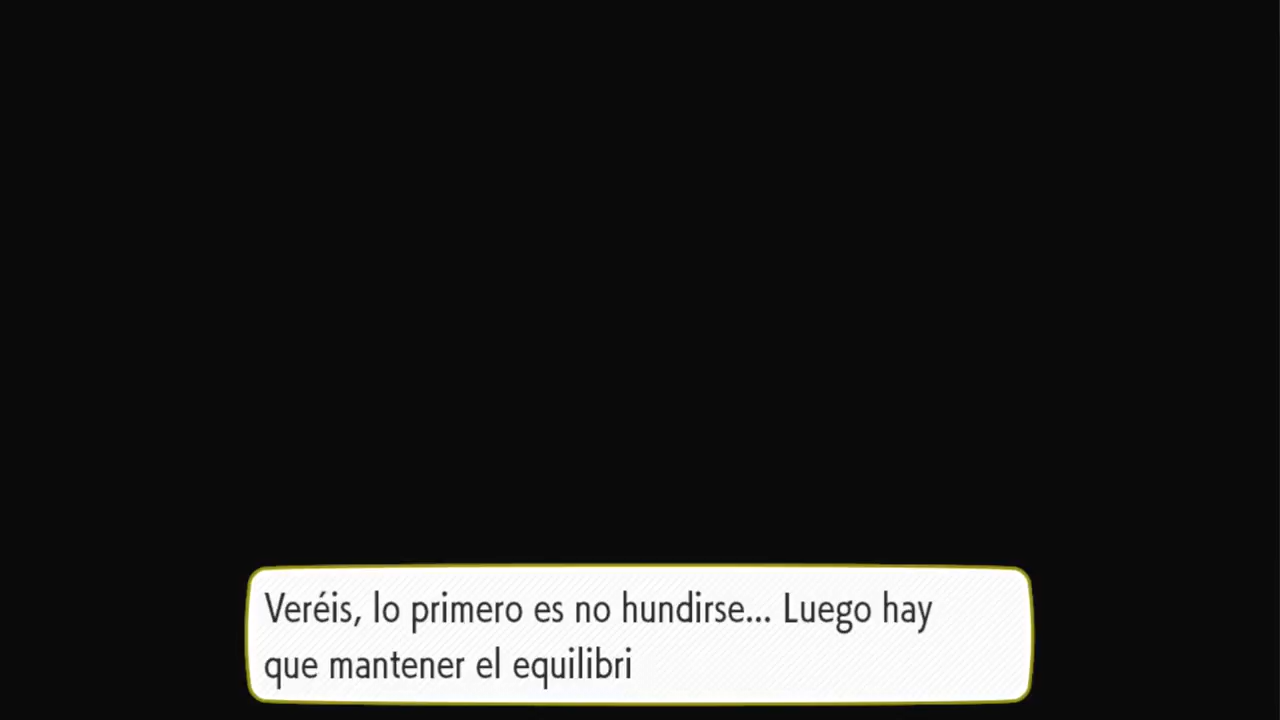 Veréis, lo primero es no hundirse... Luego hay
que mantener el equilibri